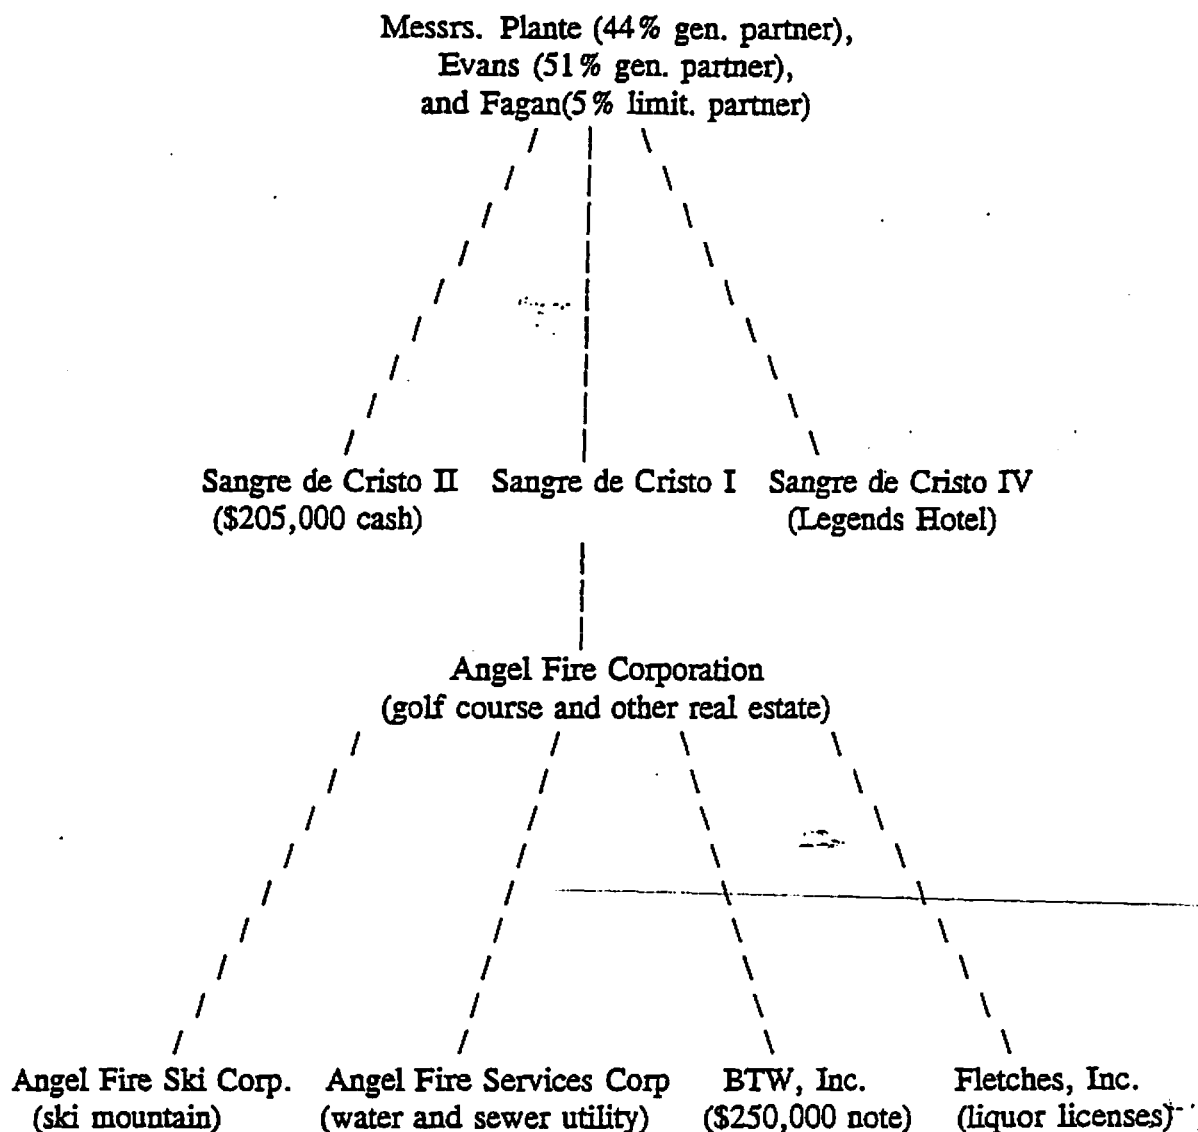 Messrs. Plante (44% gen. partner),
Evans (51% gen. partner),
and Fagan(5% limit. partner)
Sangre de Cristo II Sangre de Cristo I Sangre de Cristo IV
($205,000 cash) (Legends Hotel)
Angel Fire Corporation
(golf course and other real estate)
Angel Fire Ski Corp. Angel Fire Services Corp BTW, Inc. Fletches, Inc.
(ski mountain) (water and sewer utility) ($250,000 note) (liquor licenses)